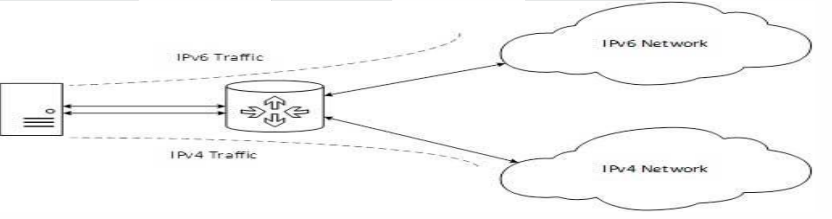 IPv6 Traffic
IPv6 Network
IPv4 Traffic
IPv4 Network